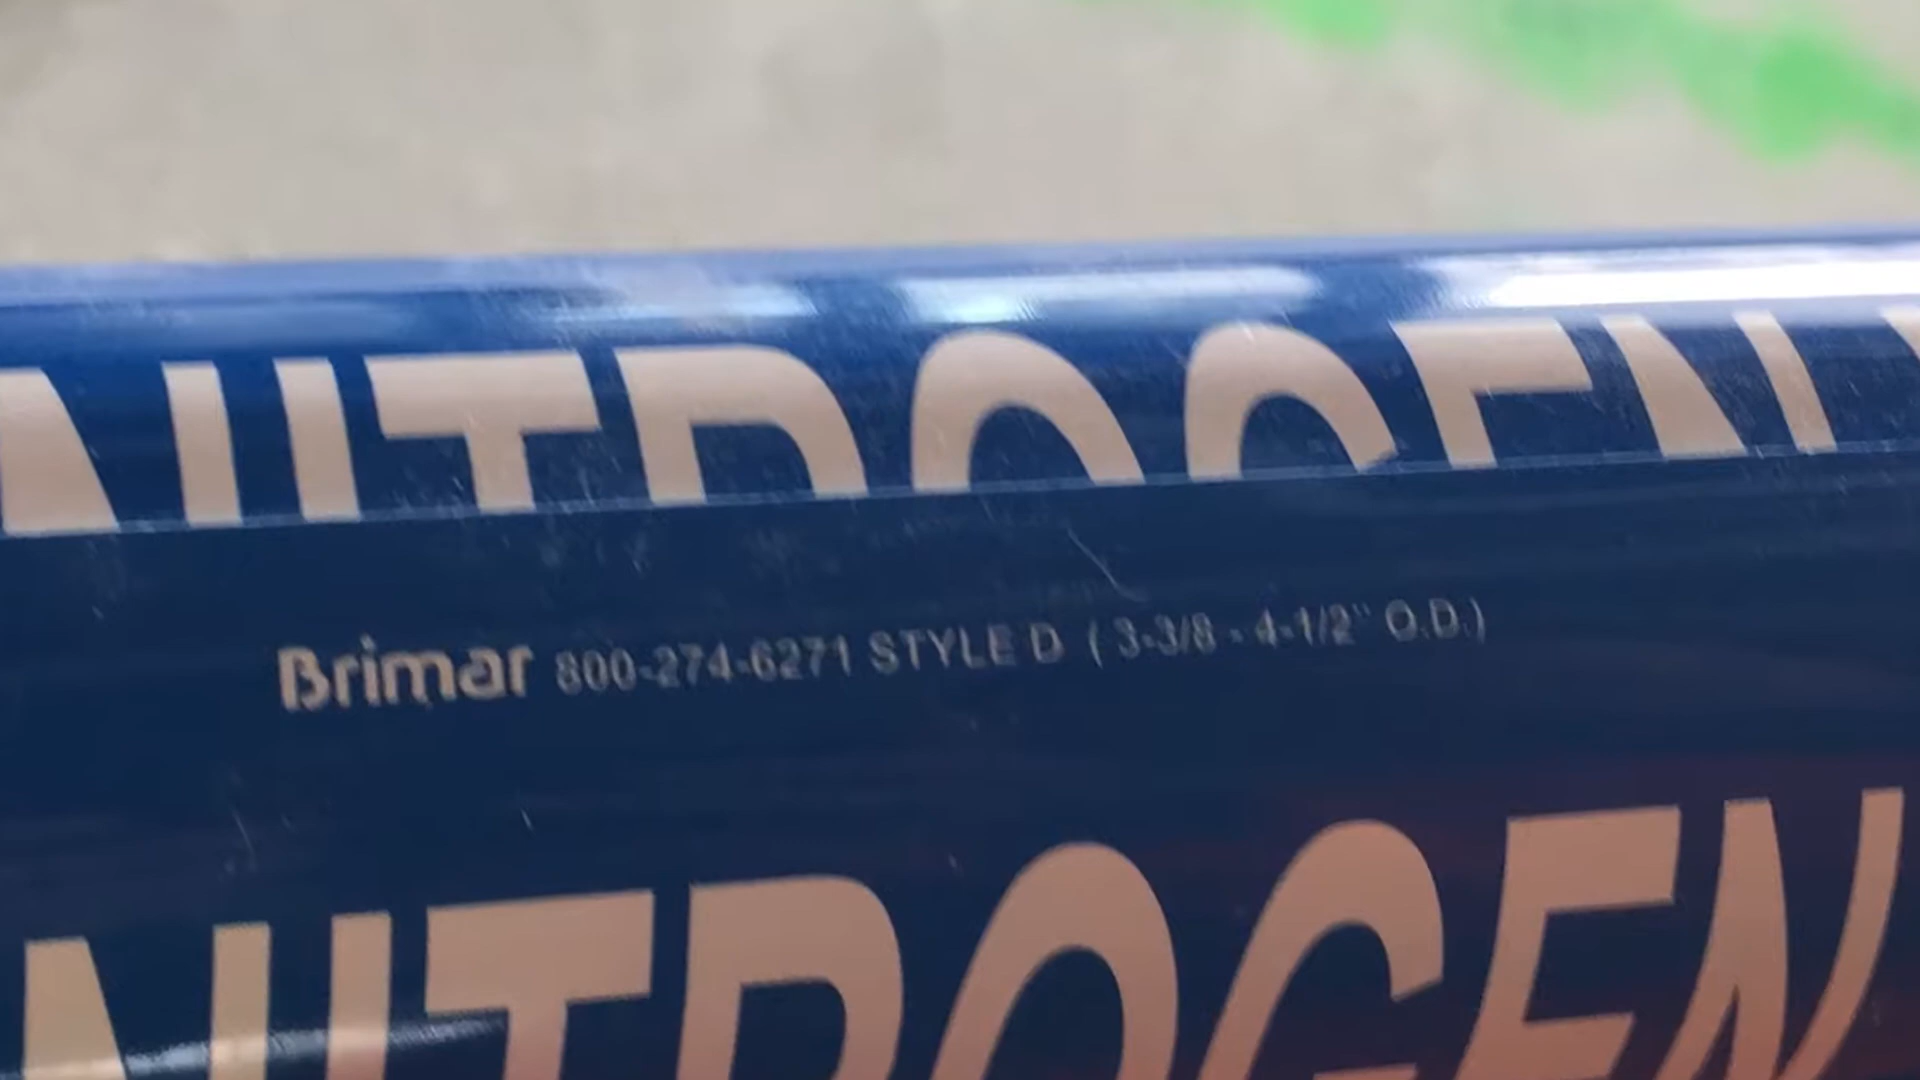 NITROGEN
Brimar 800-274-6271 STYLE D ( 3-3/8 - 4-1/2" O.D.)
NITROGEN